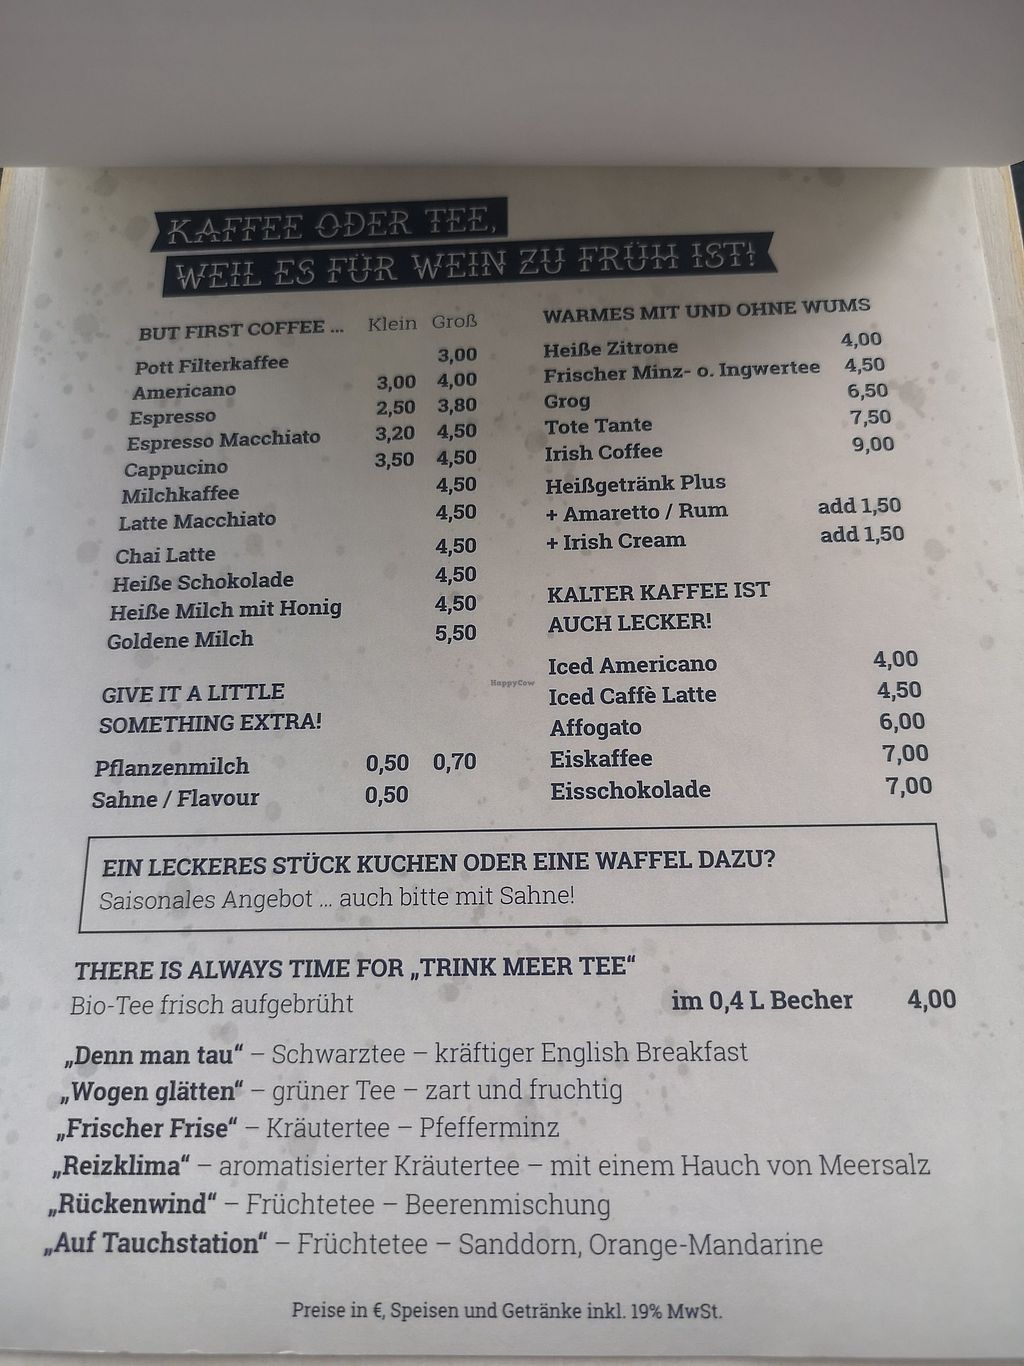 KAFFEE ODER TEE,
WEIL ES FÜR WEIN ZU FRÜH IST!
BUT FIRST COFFEE ... Klein Groß
Pott Filterkaffee 3,00
Americano 3,00 4,00
Espresso 2,50 3,80
Espresso Macchiato 3,20 4,50
Cappucino 3,50 4,50
Milchkaffee 4,50
Latte Macchiato 4,50
Chai Latte 4,50
Heiße Schokolade 4,50
Heiße Milch mit Honig 4,50
Goldene Milch 5,50
GIVE IT A LITTLE
SOMETHING EXTRA!
Pflanzenmilch 0,50 0,70
Sahne / Flavour 0,50
WARMES MIT UND OHNE WUMS
Heiße Zitrone 4,00
Frischer Minz- o. Ingwertee 4,50
Grog 6,50
Tote Tante 7,50
Irish Coffee 9,00
Heißgetränk Plus
+ Amaretto / Rum add 1,50
+ Irish Cream add 1,50
KALTER KAFFEE IST
AUCH LECKER!
Iced Americano 4,00
Iced Caffè Latte 4,50
Affogato 6,00
Eiskaffee 7,00
Eisschokolade 7,00
HappyCow
EIN LECKERES STÜCK KUCHEN ODER EINE WAFFEL DAZU?
Saisonales Angebot ... auch bitte mit Sahne!
THERE IS ALWAYS TIME FOR „TRINK MEER TEE“
Bio-Tee frisch aufgebrüht im 0,4 L Becher 4,00
„Denn man tau“ – Schwarztee – kräftiger English Breakfast
„Wogen glätten“ – grüner Tee – zart und fruchtig
„Frischer Frise“ – Kräutertee – Pfefferminz
„Reizklima“ – aromatisierter Kräutertee – mit einem Hauch von Meersalz
„Rückenwind“ – Früchtetee – Beerenmischung
„Auf Tauchstation“ – Früchtetee – Sanddorn, Orange-Mandarine
Preise in €, Speisen und Getränke inkl. 19% MwSt.